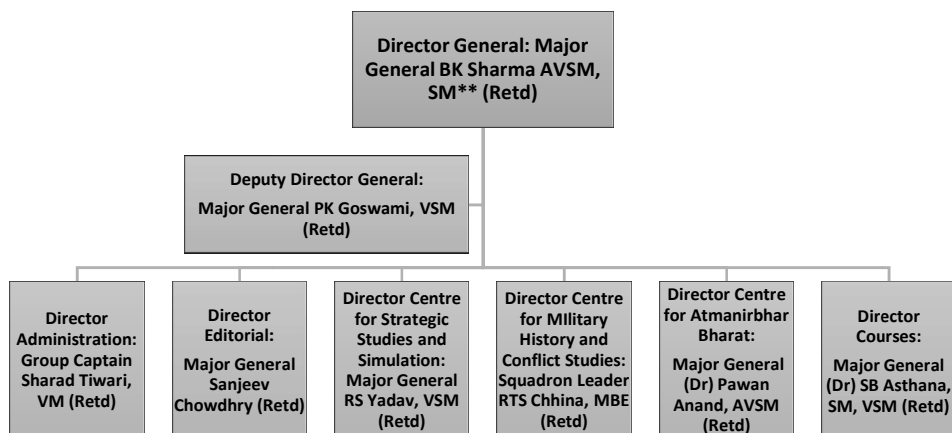 Director General: Major
General BK Sharma AVSM,
SM** (Retd)
Deputy Director General:
Major General PK Goswami, VSM
(Retd)
Director
Administration:
Group Captain
Sharad Tiwari,
VM (Retd)
Director
Editorial:
Major General
Sanjeev
Chowdhry (Retd)
Director Centre
for Strategic
Studies and
Simulation:
Major General
RS Yadav, VSM
(Retd)
Director Centre
for MIlitary
History and
Conflict Studies:
Squadron Leader
RTS Chhina, MBE
(Retd)
Director Centre
for Atmanirbhar
Bharat:
Major General
(Dr) Pawan
Anand, AVSM
(Retd)
Director
Courses:
Major General
(Dr) SB Asthana,
SM, VSM (Retd)